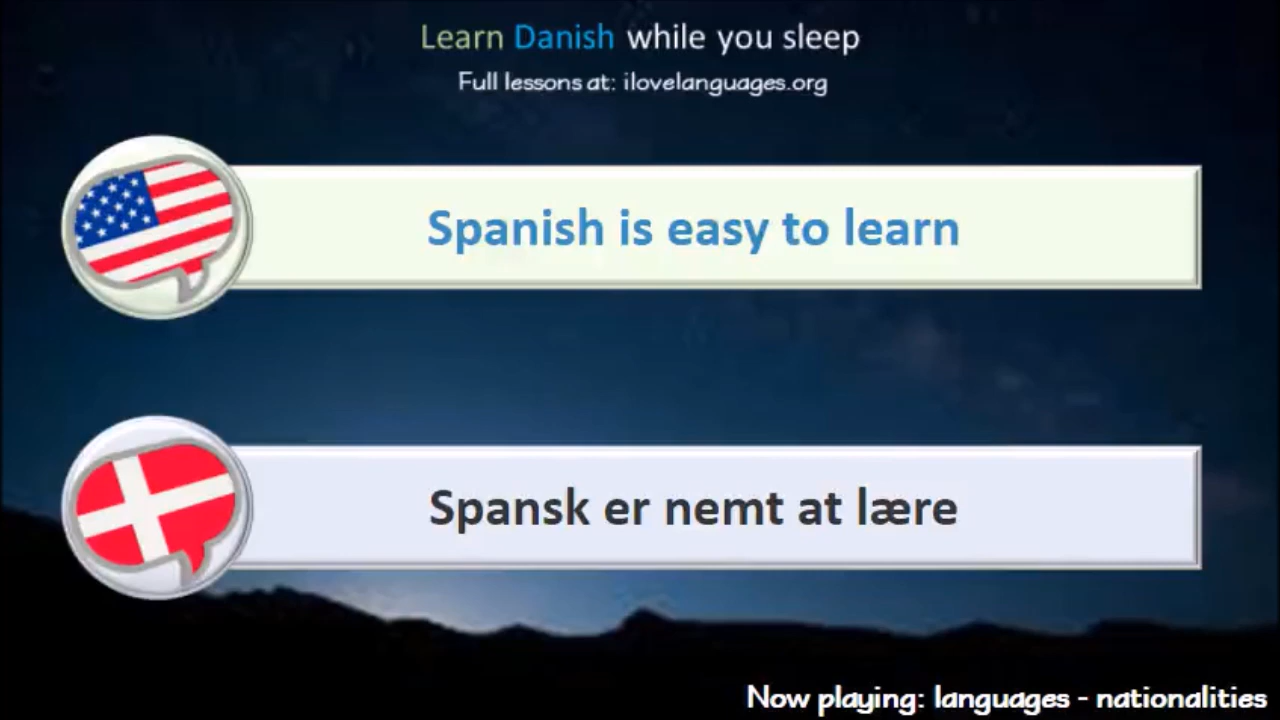 Learn Danish while you sleep
Full lessons at: ilovelanguages.org
Spanish is easy to learn
Spansk er nemt at lære
Now playing: languages - nationalities